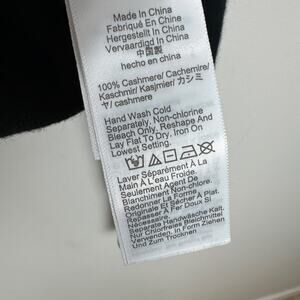 Made In China
Fabriqué En China
Hergestellt In China
Vervaardigd In China
中国製
hecho en china
100% Cashmere/ Cachemire/
Kaschmir/ Kasjmier/ カシミ
ヤ/ cashmere
Hand Wash Cold
Separately, Non-chlorine
Bleach Only, Reshape And
Lay Flat To Dry, Iron On
Lowest Setting.
Laver Séparément À La
Main À L'eau Froide.
Seulement Agent De
Blanchiment Non-chlore.
Redonner La Forme
Originale Et Sécher À Plat
Repasser À Fer Doux Si
Nécessaire.
Separate Handwäsche Kalt.
Nur Chlorfreies Bleichmittel
Verwenden. In Form Ziehen
Und Zum Trocknen